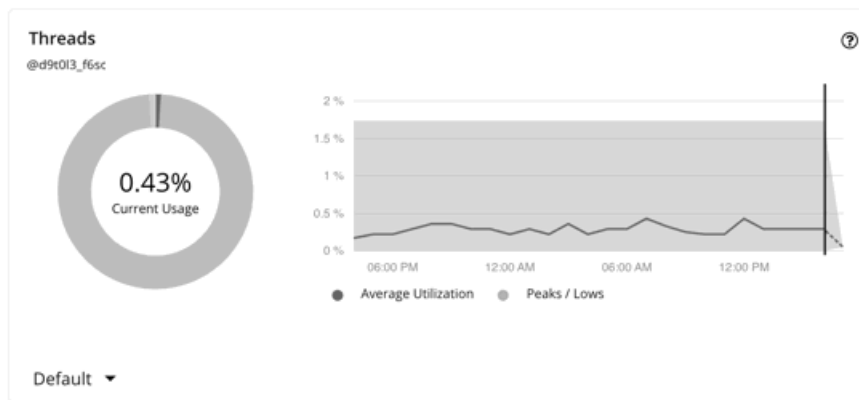 Threads
@d9t0l3_f6sc
0.43%
Current Usage
2 %
1.5 %
1 %
0.5 %
0 %
06:00 PM 12:00 AM 06:00 AM 12:00 PM
Average Utilization Peaks / Lows
Default